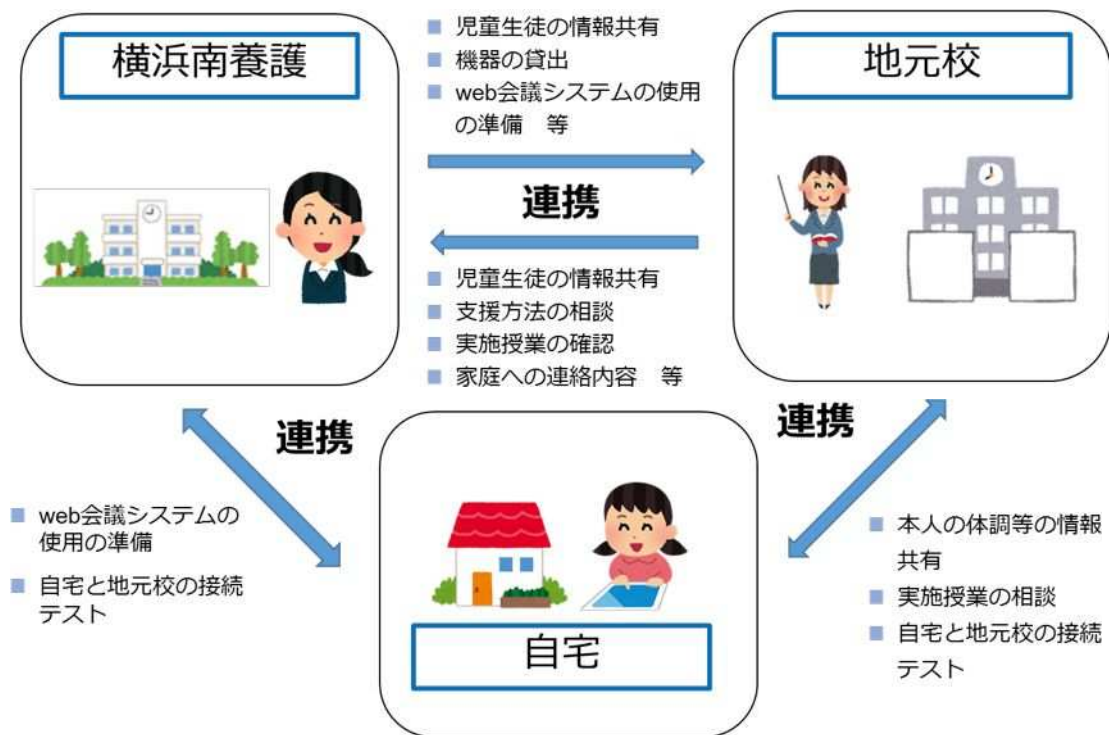 横浜南養護
児童生徒の情報共有
機器の貸出
web会議システムの使用
の準備　等
地元校
連携
児童生徒の情報共有
支援方法の相談
実施授業の確認
家庭への連絡内容　等
連携
web会議システムの
使用の準備
自宅と地元校の接続
テスト
連携
本人の体調等の情報
共有
実施授業の相談
自宅と地元校の接続
テスト
自宅